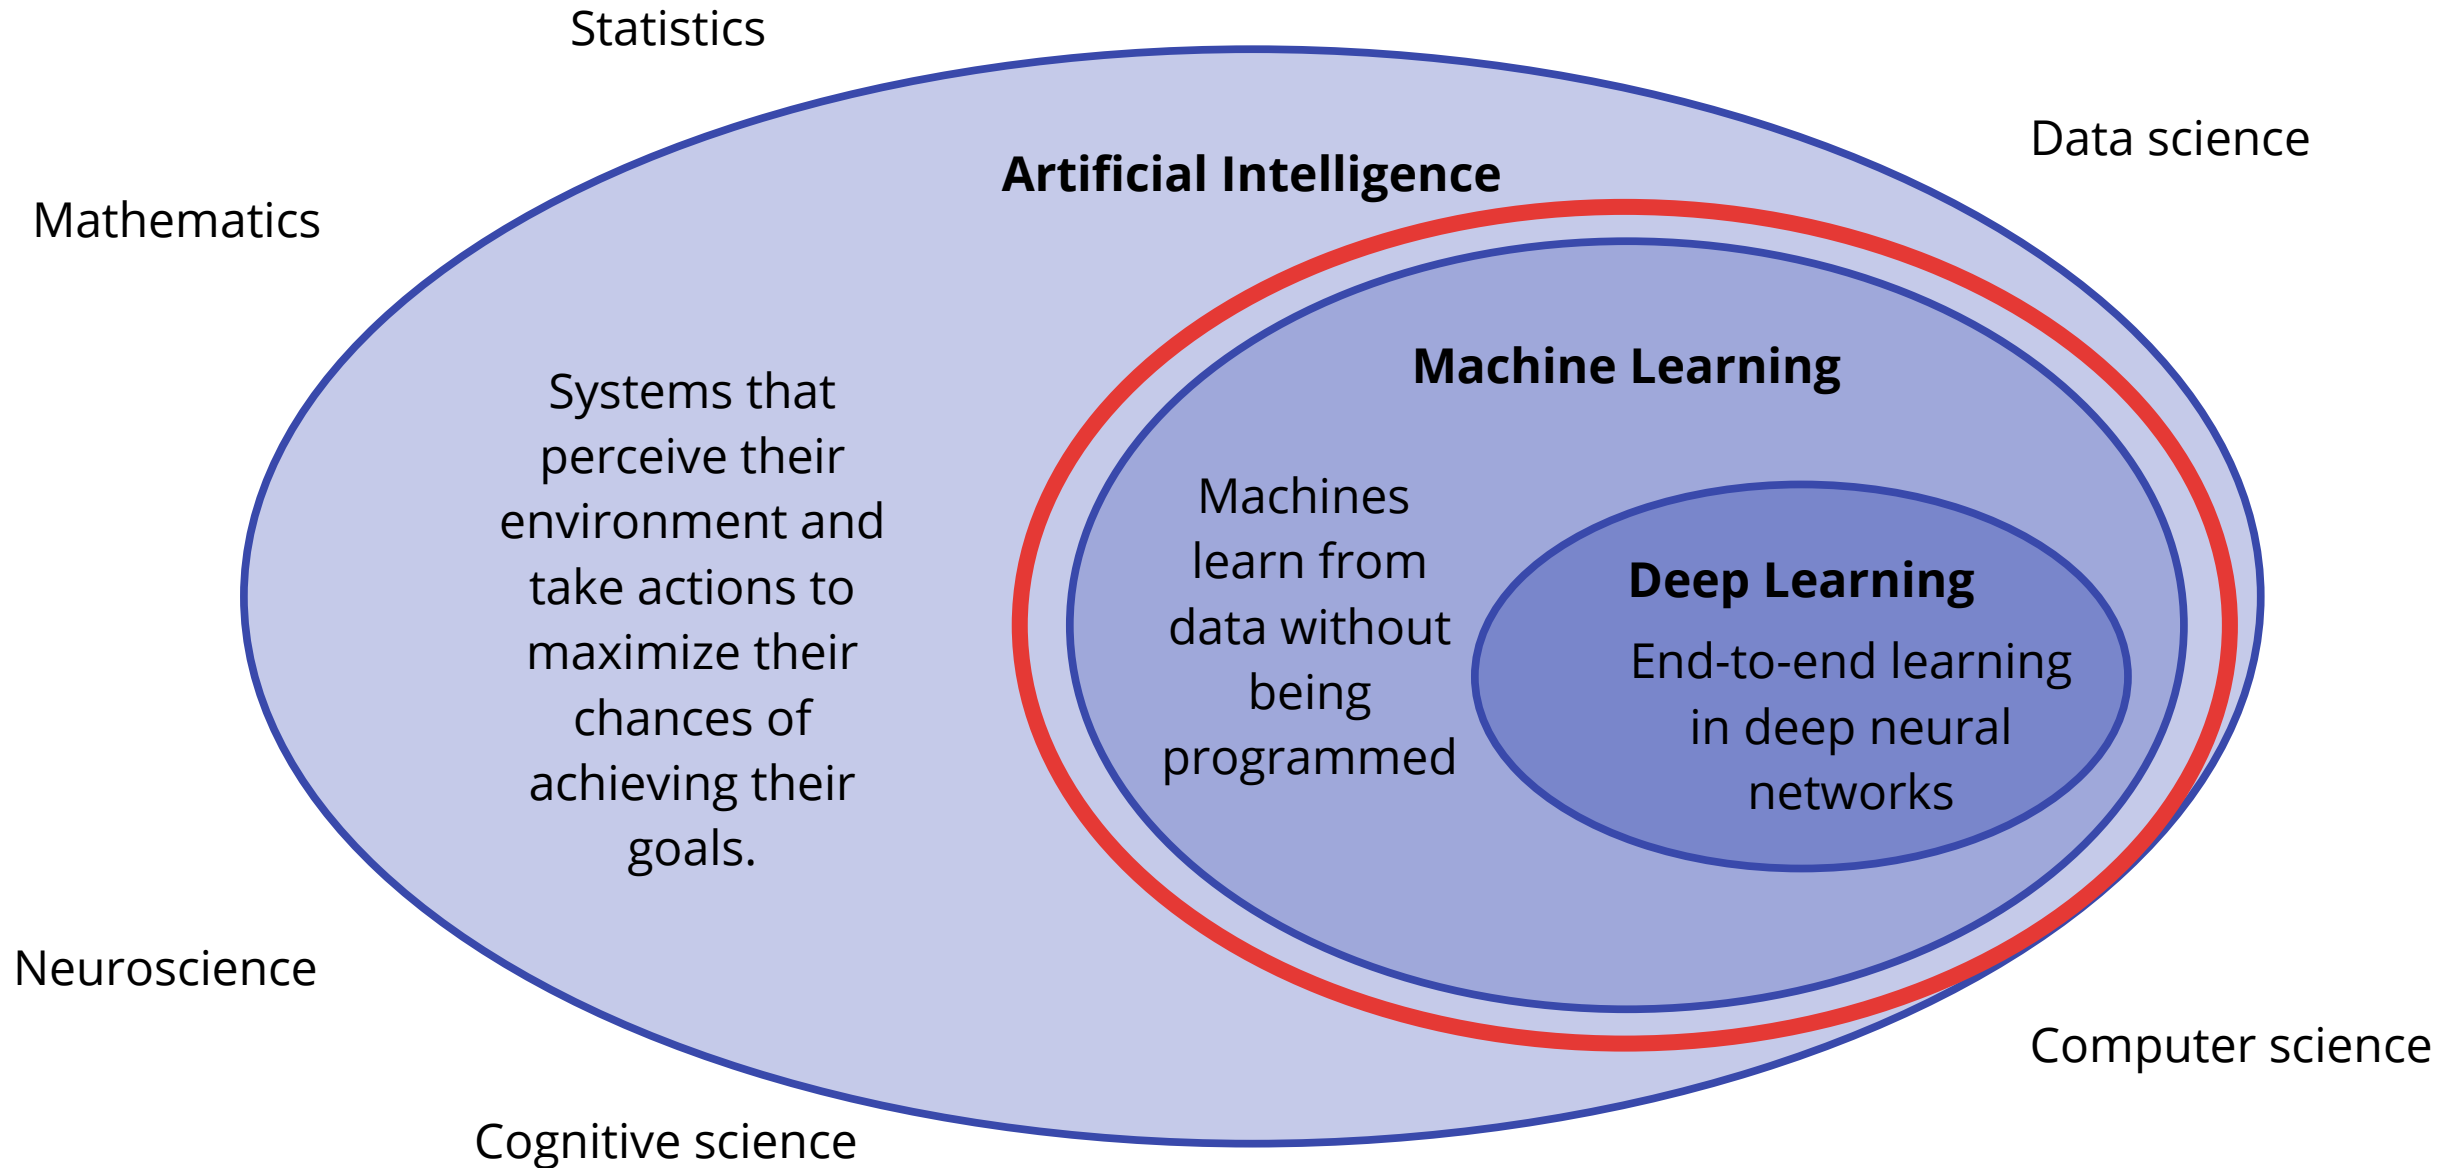 Statistics
Data science
Mathematics
Artificial Intelligence
Systems that
perceive their
environment and
take actions to
maximize their
chances of
achieving their
goals.
Machine Learning
Machines
learn from
data without
being
programmed
Deep Learning
End-to-end learning
in deep neural
networks
Neuroscience
Computer science
Cognitive science